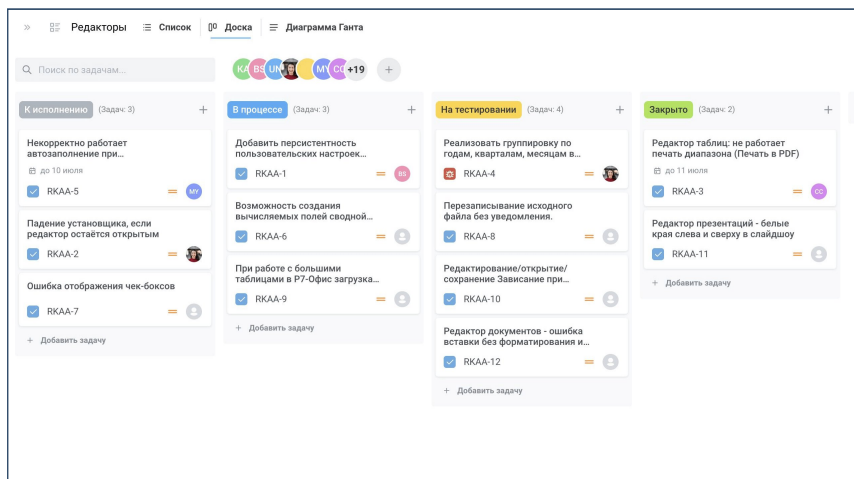 Редакторы Список Доска Диаграмма Ганта
Поиск по задачам...
KA BS UN MY CC +19
К исполнению (Задач: 3)
Некорректно работает
автозаполнение при...
до 10 июля
RKAA-5 MY
Падение установщика, если
редактор остаётся открытым
RKAA-2
Ошибка отображения чек-боксов
RKAA-7
+ Добавить задачу
В процессе (Задач: 3)
Добавить персистентность
пользовательских настроек...
RKAA-1 BS
Возможность создания
вычисляемых полей сводной...
RKAA-6
При работе с большими
таблицами в Р7-Офис загрузка...
RKAA-9
+ Добавить задачу
На тестировании (Задач: 4)
Реализовать группировку по
годам, кварталам, месяцам в...
RKAA-4
Перезаписывание исходного
файла без уведомления.
RKAA-8
Редактирование/открытие/
сохранение Зависание при...
RKAA-10
Редактор документов - ошибка
вставки без форматирования и...
RKAA-12
+ Добавить задачу
Закрыто (Задач: 2)
Редактор таблиц: не работает
печать диапазона (Печать в PDF)
до 11 июля
RKAA-3 CC
Редактор презентаций - белые
края слева и сверху в слайдшоу
RKAA-11
+ Добавить задачу